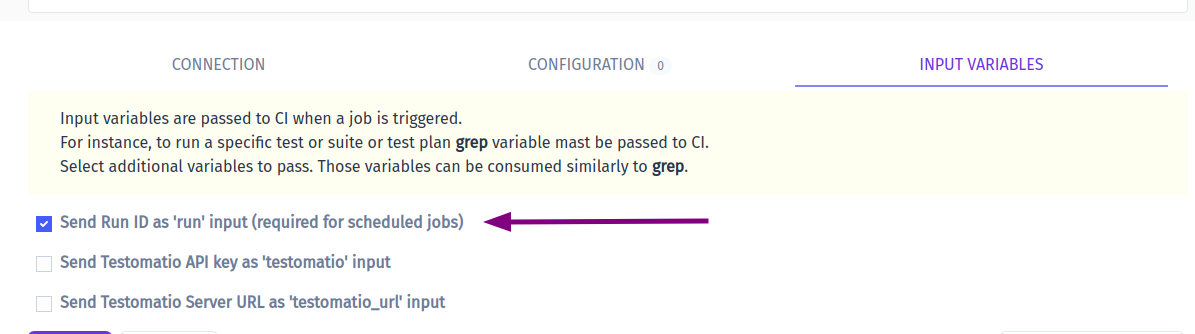 CONNECTION CONFIGURATION 0 INPUT VARIABLES
Input variables are passed to CI when a job is triggered.
For instance, to run a specific test or suite or test plan grep variable mast be passed to CI.
Select additional variables to pass. Those variables can be consumed similarly to grep.
Send Run ID as 'run' input (required for scheduled jobs)
Send Testomatio API key as 'testomatio' input
Send Testomatio Server URL as 'testomatio_url' input